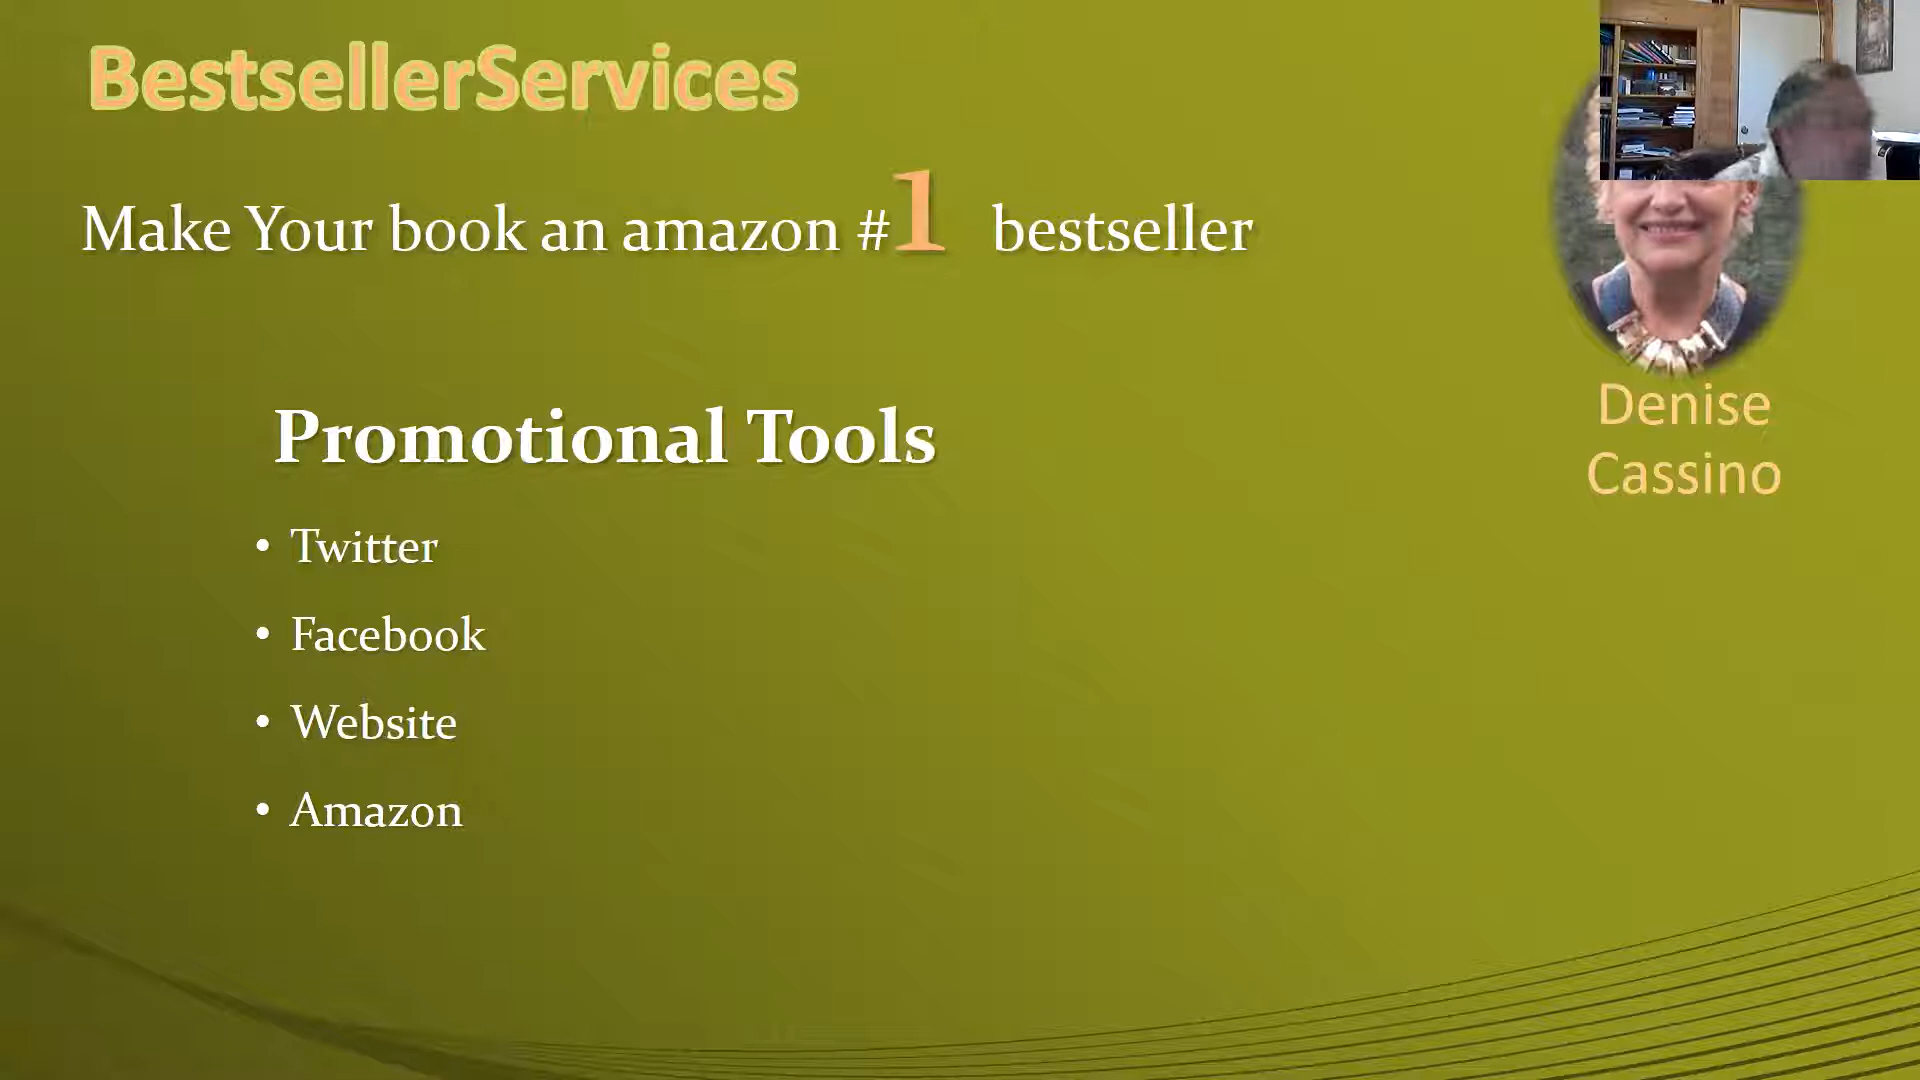 BestsellerServices
Make Your book an amazon #1 bestseller
Promotional Tools
• Twitter
• Facebook
• Website
• Amazon
Denise
Cassino